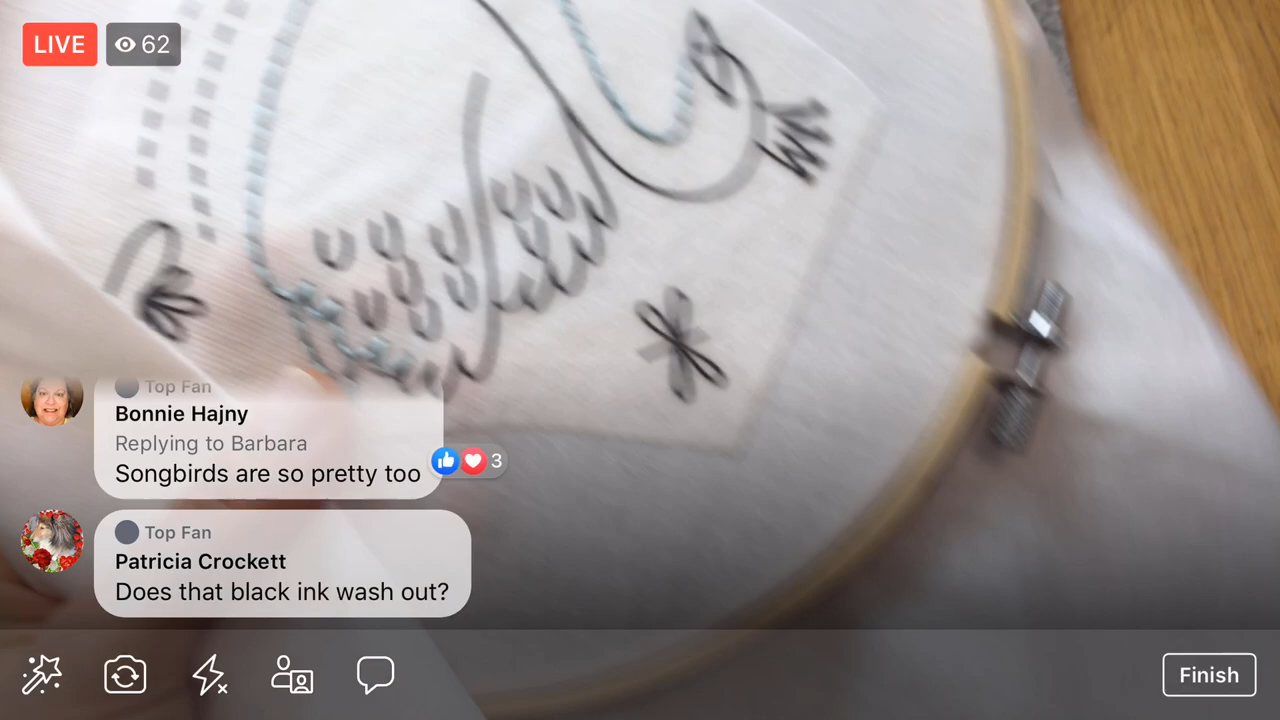 LIVE
62
Top Fan
Bonnie Hajny
Replying to Barbara
Songbirds are so pretty too
3
Top Fan
Patricia Crockett
Does that black ink wash out?
Finish